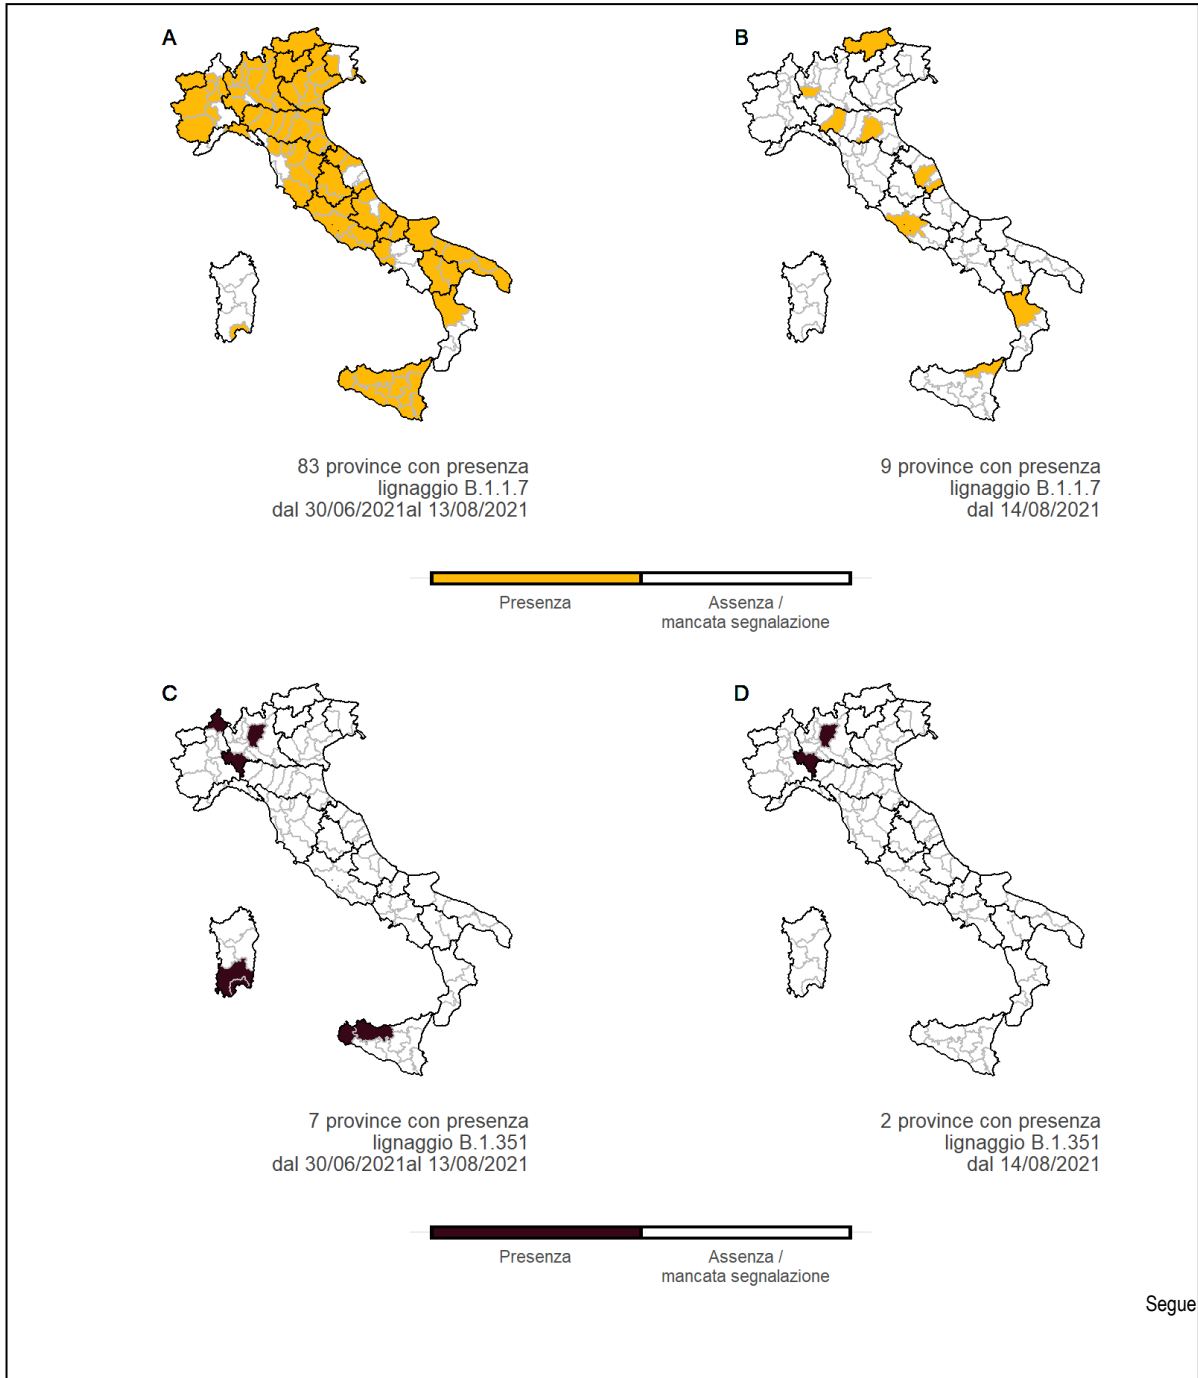 A
B
83 province con presenza
lignaggio B.1.1.7
dal 30/06/2021al 13/08/2021
9 province con presenza
lignaggio B.1.1.7
dal 14/08/2021
Presenza
Assenza /
mancata segnalazione
C
D
7 province con presenza
lignaggio B.1.351
dal 30/06/2021al 13/08/2021
2 province con presenza
lignaggio B.1.351
dal 14/08/2021
Presenza
Assenza /
mancata segnalazione
Segue